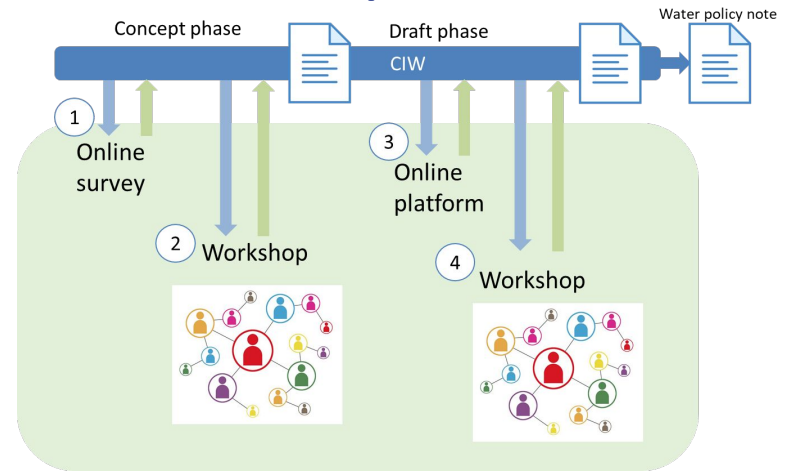 Water policy note
Concept phase
Draft phase
CIW
1
Online
survey
2
Workshop
3
Online
platform
4
Workshop